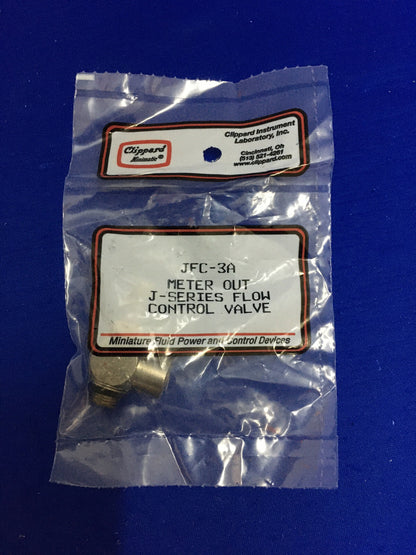 Clippard
Minimatic®
Clippard Instrument
Laboratory, Inc.
Cincinnati, Oh
(513) 521-4261
www.clippard.com
JFC-3A
METER OUT
J-SERIES FLOW
CONTROL VALVE
Miniature Fluid Power and Control Devices